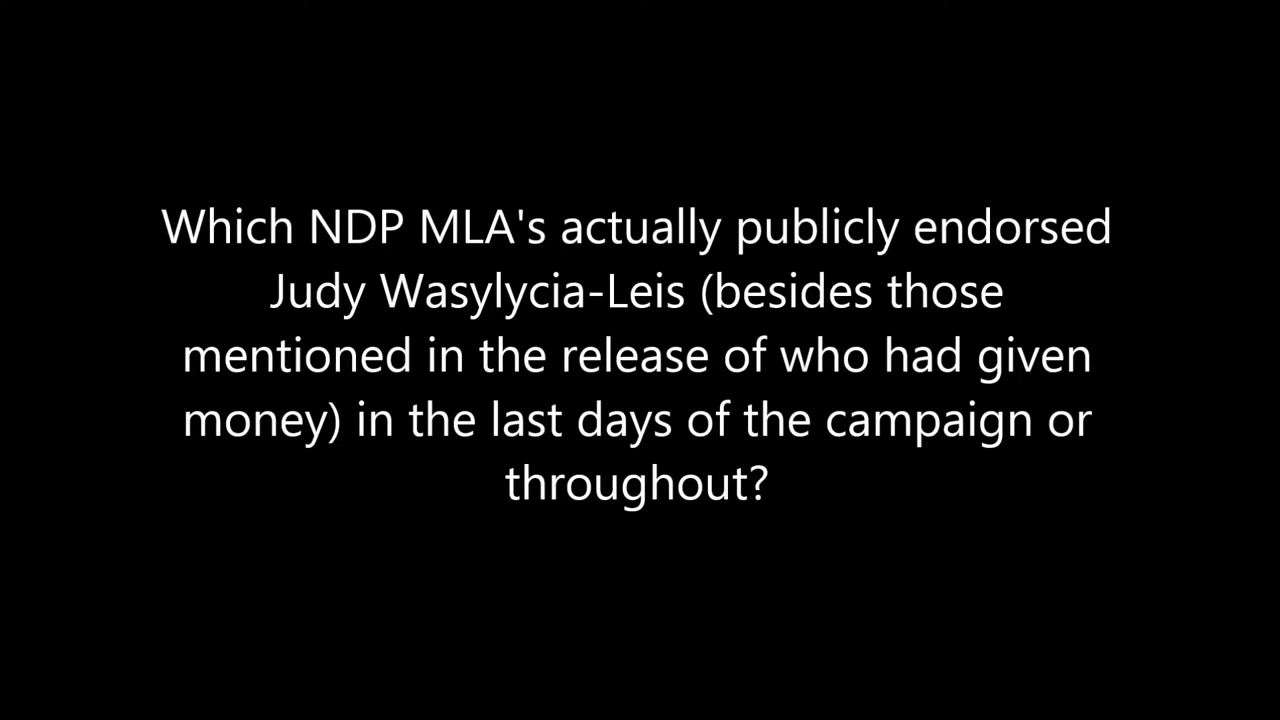 Which NDP MLA's actually publicly endorsed
Judy Wasylycia-Leis (besides those
mentioned in the release of who had given
money) in the last days of the campaign or
throughout?